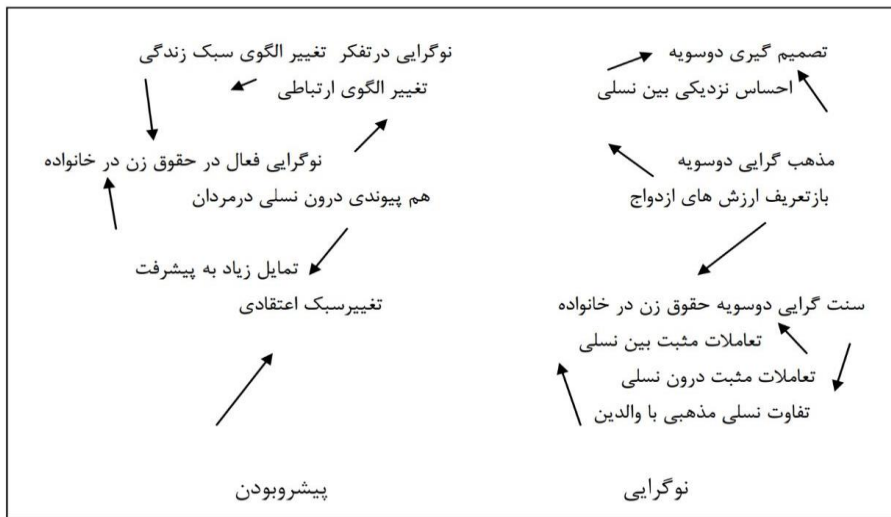 تصمیم گیری دوسویه
احساس نزدیکی بین نسلی
مذهب گرایی دوسویه
بازتعریف ارزش های ازدواج
سنت گرایی دوسویه حقوق زن در خانواده
تعاملات مثبت بین نسلی
تعاملات مثبت درون نسلی
تفاوت نسلی مذهبی با والدین
نوگرایی
نوگرایی درتفکر تغییر الگوی سبک زندگی
تغییر الگوی ارتباطی
نوگرایی فعال در حقوق زن در خانواده
هم پیوندی درون نسلی درمردان
تمایل زیاد به پیشرفت
تغییرسبک اعتقادی
پیشروبودن